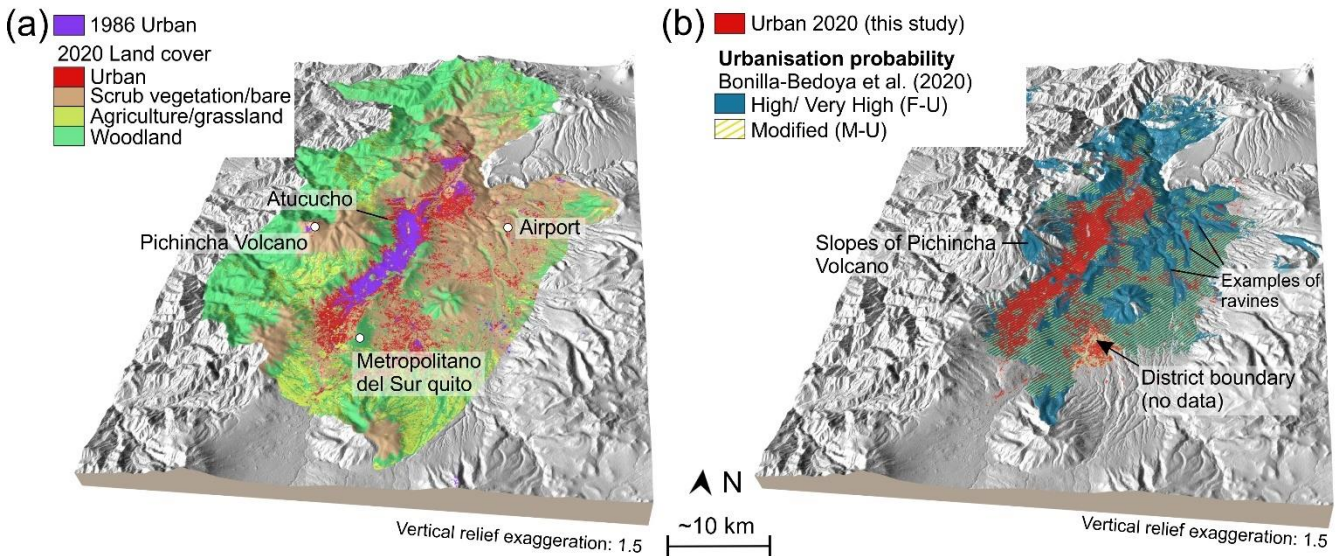 (a)
1986 Urban
2020 Land cover
Urban
Scrub vegetation/bare
Agriculture/grassland
Woodland
Atucucho
Pichincha Volcano
Airport
Metropolitano
del Sur quito
Vertical relief exaggeration: 1.5
N
~10 km
(b)
Urban 2020 (this study)
Urbanisation probability
Bonilla-Bedoya et al. (2020)
High/ Very High (F-U)
Modified (M-U)
Slopes of Pichincha
Volcano
Examples of
ravines
District boundary
(no data)
Vertical relief exaggeration: 1.5